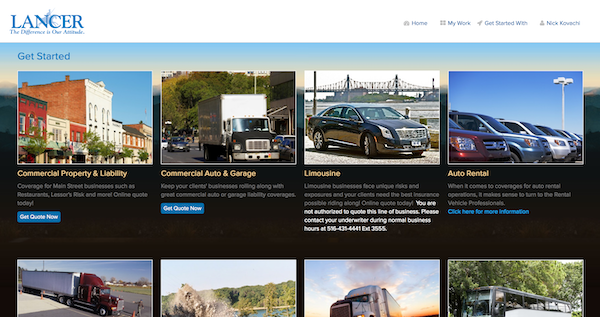 LANCER
The Difference is Our Attitude.
Home
My Work
Get Started With
Nick Kovachi
Get Started
Commercial Property & Liability
Coverage for Main Street businesses such as
Restaurants, Lessor's Risk and more! Online quote
today!
Get Quote Now
Commercial Auto & Garage
Keep your clients' businesses rolling along with
great commercial auto or garage liability coverages.
Get Quote Now
Limousine
Limousine businesses face unique risks and
exposures and your clients need the best insurance
possible riding along! Online quote today! You are
not authorized to quote this line of business. Please
contact your underwriter during normal business
hours at 516-431-4441 Ext 3555.
Auto Rental
When it comes to coverages for auto rental
operations, it makes sense to turn to the Rental
Vehicle Professionals.
Click here for more information